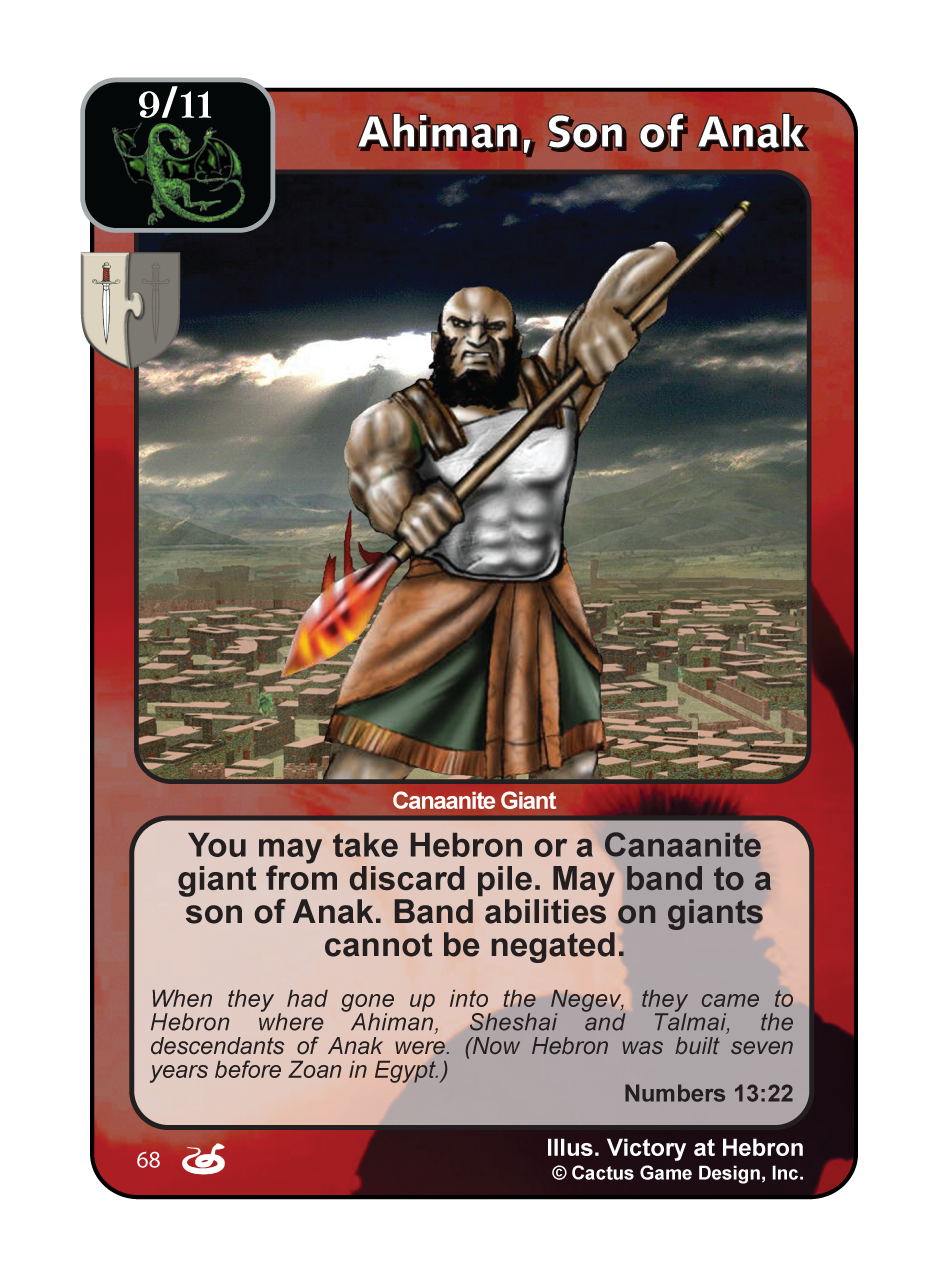 9/11
Ahiman, Son of Anak
Canaanite Giant
You may take Hebron or a Canaanite
giant from discard pile. May band to a
son of Anak. Band abilities on giants
cannot be negated.
When they had gone up into the Negev, they came to
Hebron where Ahiman, Sheshai and Talmai, the
descendants of Anak were. (Now Hebron was built seven
years before Zoan in Egypt.)
Numbers 13:22
68
Illus. Victory at Hebron
© Cactus Game Design, Inc.